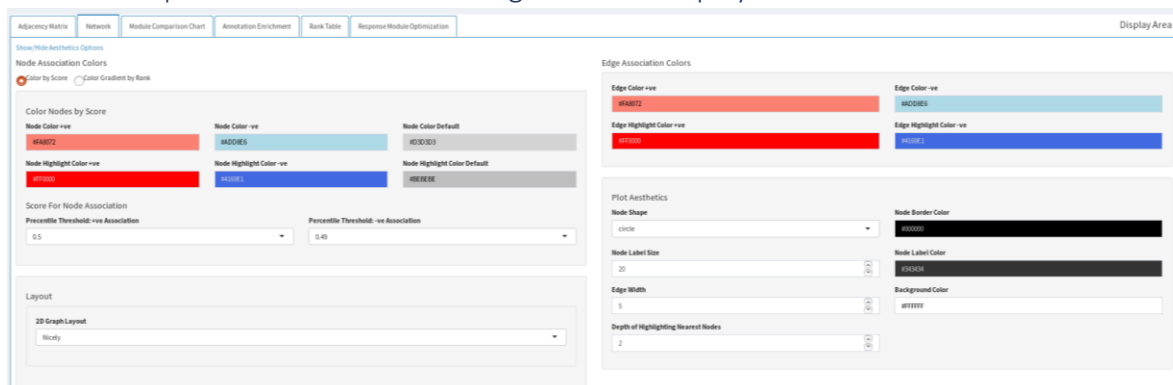 Adjacency Matrix Network Module Comparison Chart Annotation Enrichment Rank Table Response Module Optimization Display Area
Show/Hide Aesthetics Options
Node Association Colors
Color by Score Color Gradient by Rank
Color Nodes by Score
Node Color +ve Node Color -ve Node Color Default
#FA8072 #ADD8E6 #D3D3D3
Node Highlight Color +ve Node Highlight Color -ve Node Highlight Color Default
#FF0000 #4169E1 #BEBEBE
Score For Node Association
Precentile Threshold: +ve Association Percentile Threshold: -ve Association
0.5 0.49
Layout
2D Graph Layout
Nicely
Edge Association Colors
Edge Color +ve Edge Color -ve
#FA8072 #ADD8E6
Edge Highlight Color +ve Edge Highlight Color -ve
#FF0000 #4169E1
Plot Aesthetics
Node Shape Node Border Color
circle #000000
Node Label Size Node Label Color
20 #343434
Edge Width Background Color
5 #FFFFFF
Depth of Highlighting Nearest Nodes
2